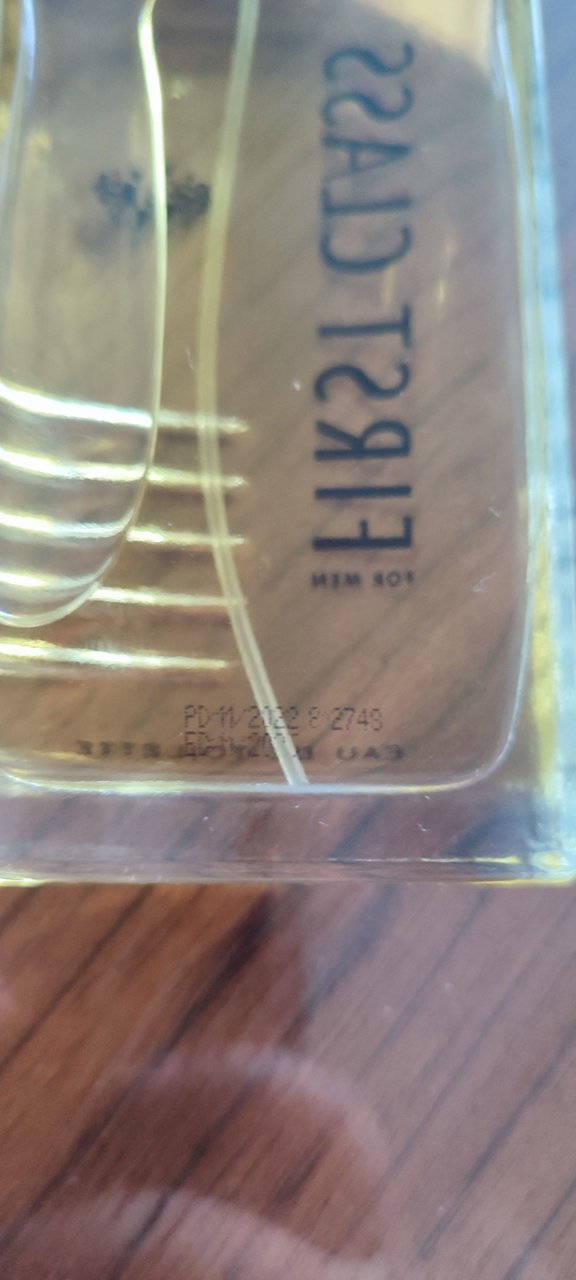 FIRST CLASS
FOR MEN
PD:11/2022 8:2748
EAU